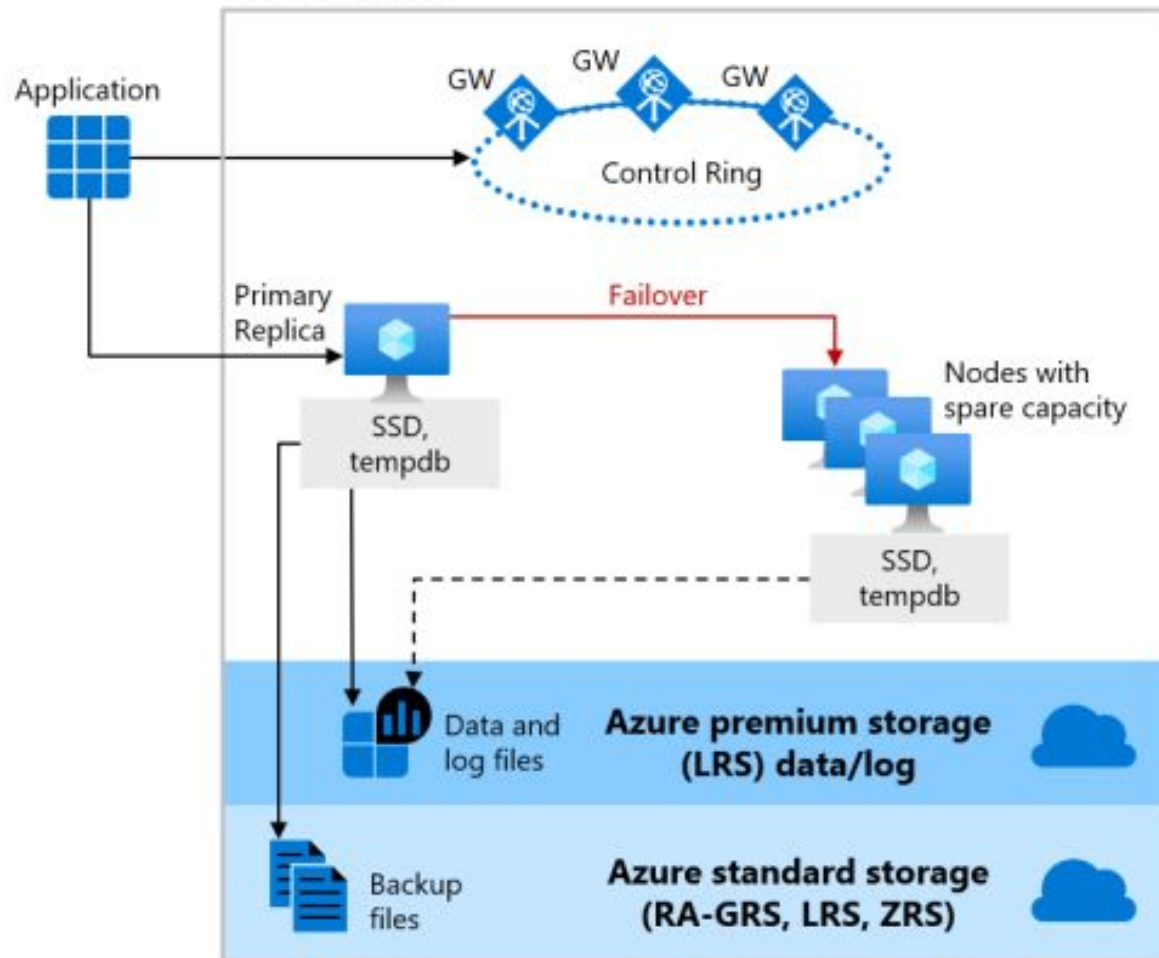 GW
GW
GW
Application
Control Ring
Primary
Replica
Failover
Nodes with
spare capacity
SSD,
tempdb
SSD,
tempdb
Data and
log files
Azure premium storage
(LRS) data/log
Backup
files
Azure standard storage
(RA-GRS, LRS, ZRS)